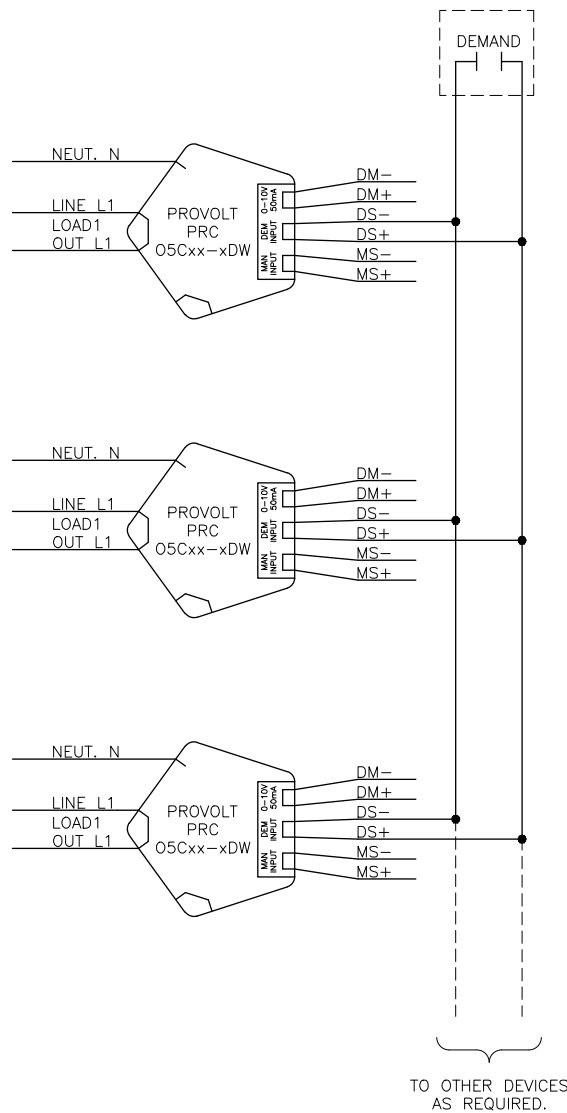 DEMAND
NEUT. N
LINE L1
LOAD1
OUT L1
PROVOLT
PRC
O5Cxx-xDW
0-10V
50mA
DEM
INPUT
MAN
INPUT
DM-
DM+
DS-
DS+
MS-
MS+
NEUT. N
LINE L1
LOAD1
OUT L1
PROVOLT
PRC
O5Cxx-xDW
0-10V
50mA
DEM
INPUT
MAN
INPUT
DM-
DM+
DS-
DS+
MS-
MS+
NEUT. N
LINE L1
LOAD1
OUT L1
PROVOLT
PRC
O5Cxx-xDW
0-10V
50mA
DEM
INPUT
MAN
INPUT
DM-
DM+
DS-
DS+
MS-
MS+
TO OTHER DEVICES
AS REQUIRED.